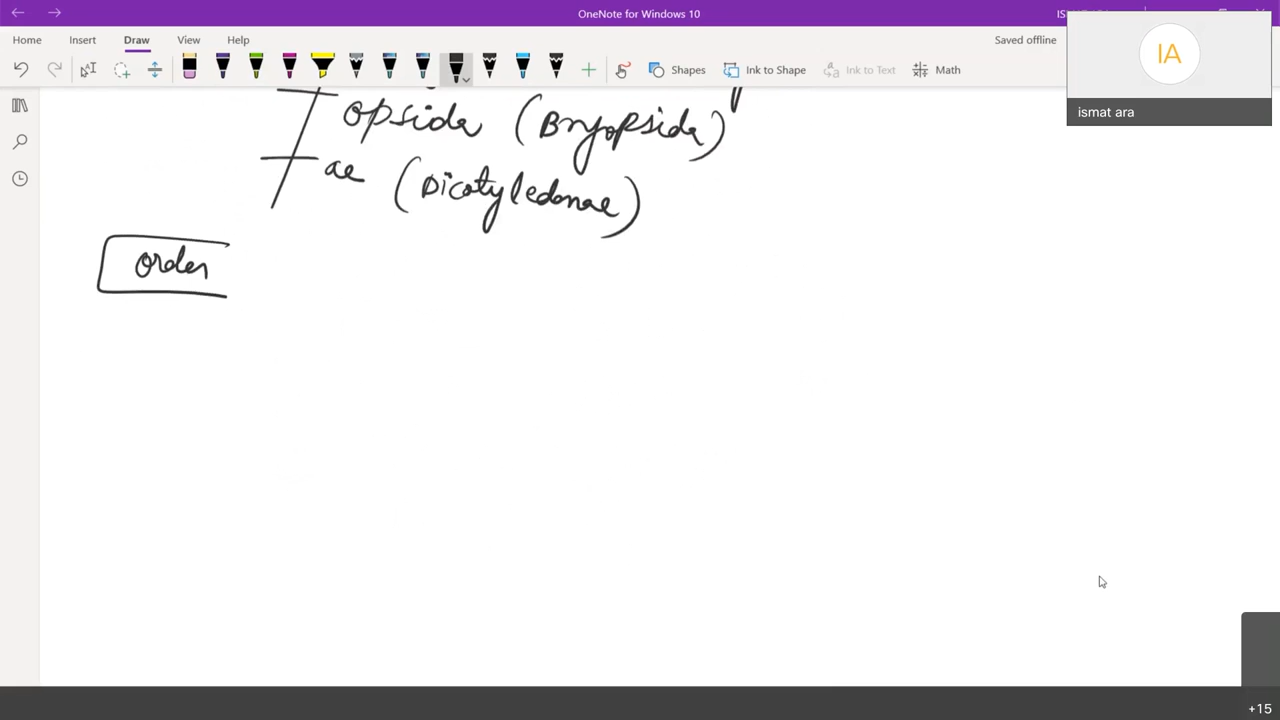 OneNote for Windows 10
Home Insert Draw View Help
Saved offline
IA
Shapes Ink to Shape Ink to Text Math
ismat ara
opsida (Bryopsida)
ae (Dicotyledonae)
order
+15